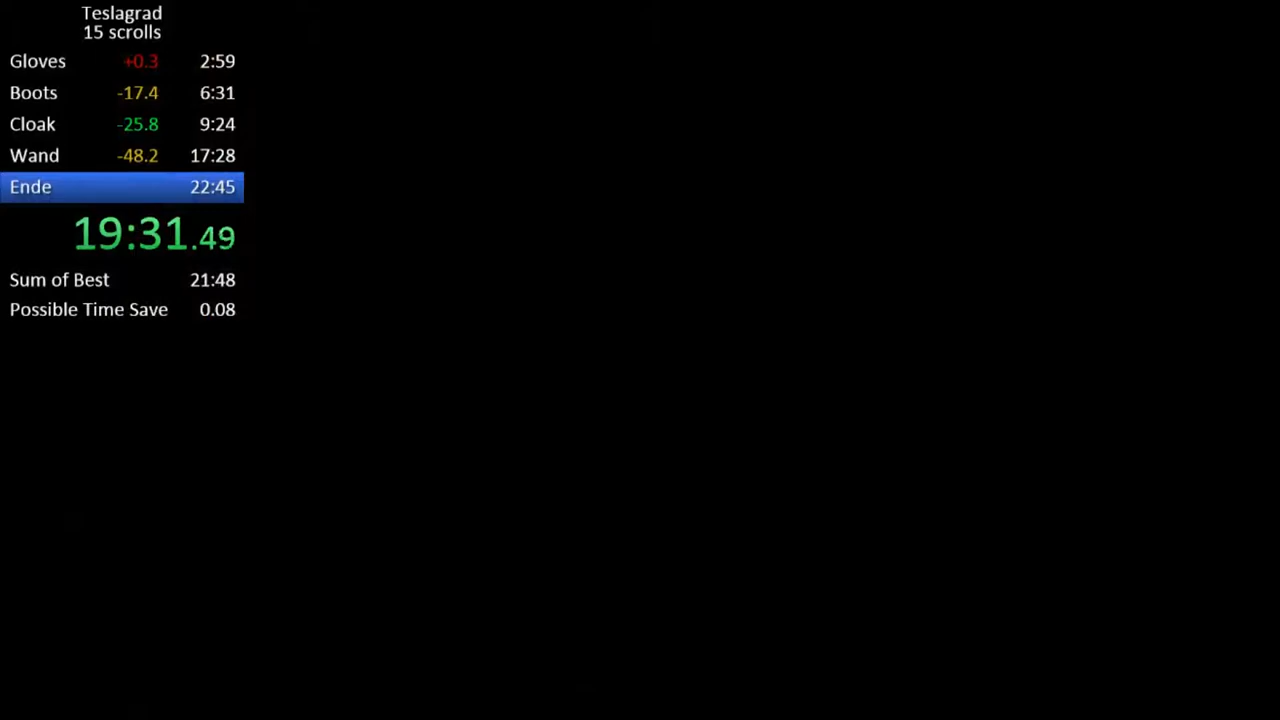 Teslagrad
15 scrolls
Gloves +0.3 2:59
Boots -17.4 6:31
Cloak -25.8 9:24
Wand -48.2 17:28
Ende 22:45
19:31.49
Sum of Best 21:48
Possible Time Save 0.08